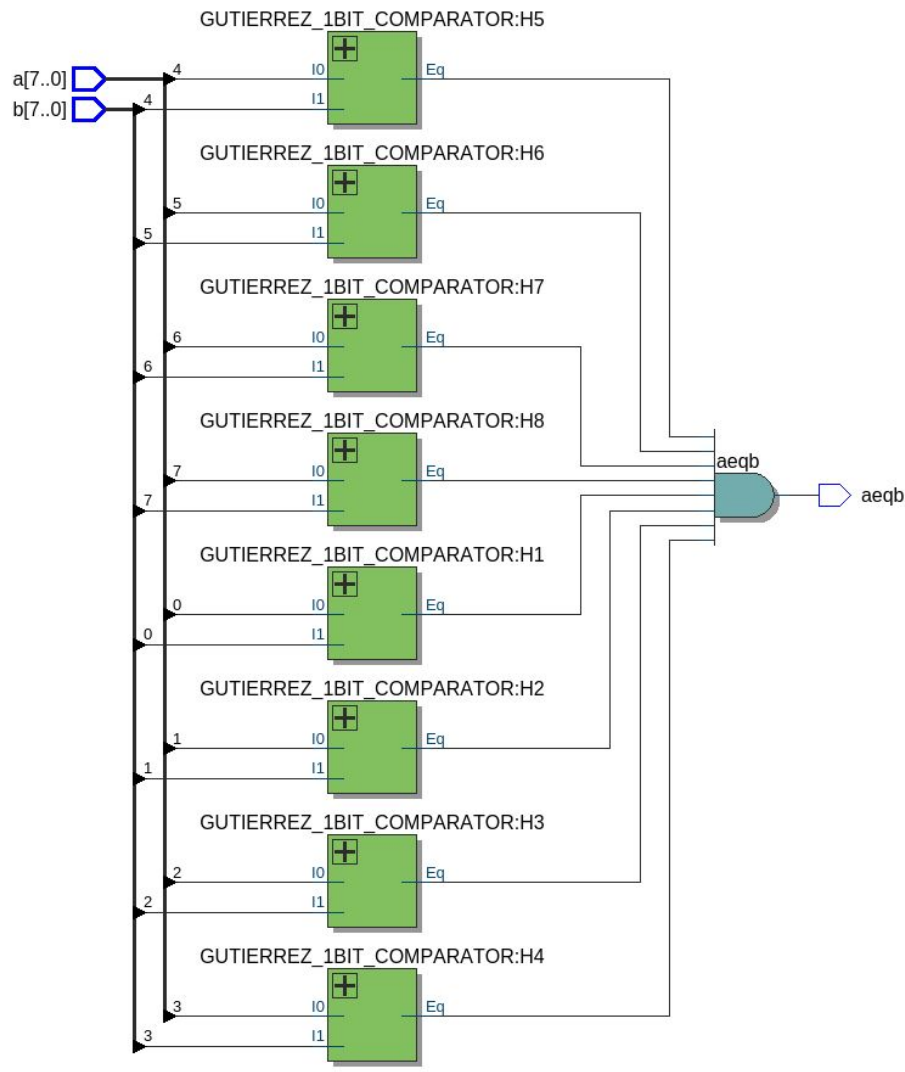 GUTIERREZ_1BIT_COMPARATOR:H5
a[7..0] 4 I0 Eq
b[7..0] 4 I1
GUTIERREZ_1BIT_COMPARATOR:H6
5 I0 Eq
5 I1
GUTIERREZ_1BIT_COMPARATOR:H7
6 I0 Eq
6 I1
GUTIERREZ_1BIT_COMPARATOR:H8
aeqb
7 I0 Eq
7 I1 aeqb
GUTIERREZ_1BIT_COMPARATOR:H1
0 I0 Eq
0 I1
GUTIERREZ_1BIT_COMPARATOR:H2
1 I0 Eq
1 I1
GUTIERREZ_1BIT_COMPARATOR:H3
2 I0 Eq
2 I1
GUTIERREZ_1BIT_COMPARATOR:H4
3 I0 Eq
3 I1